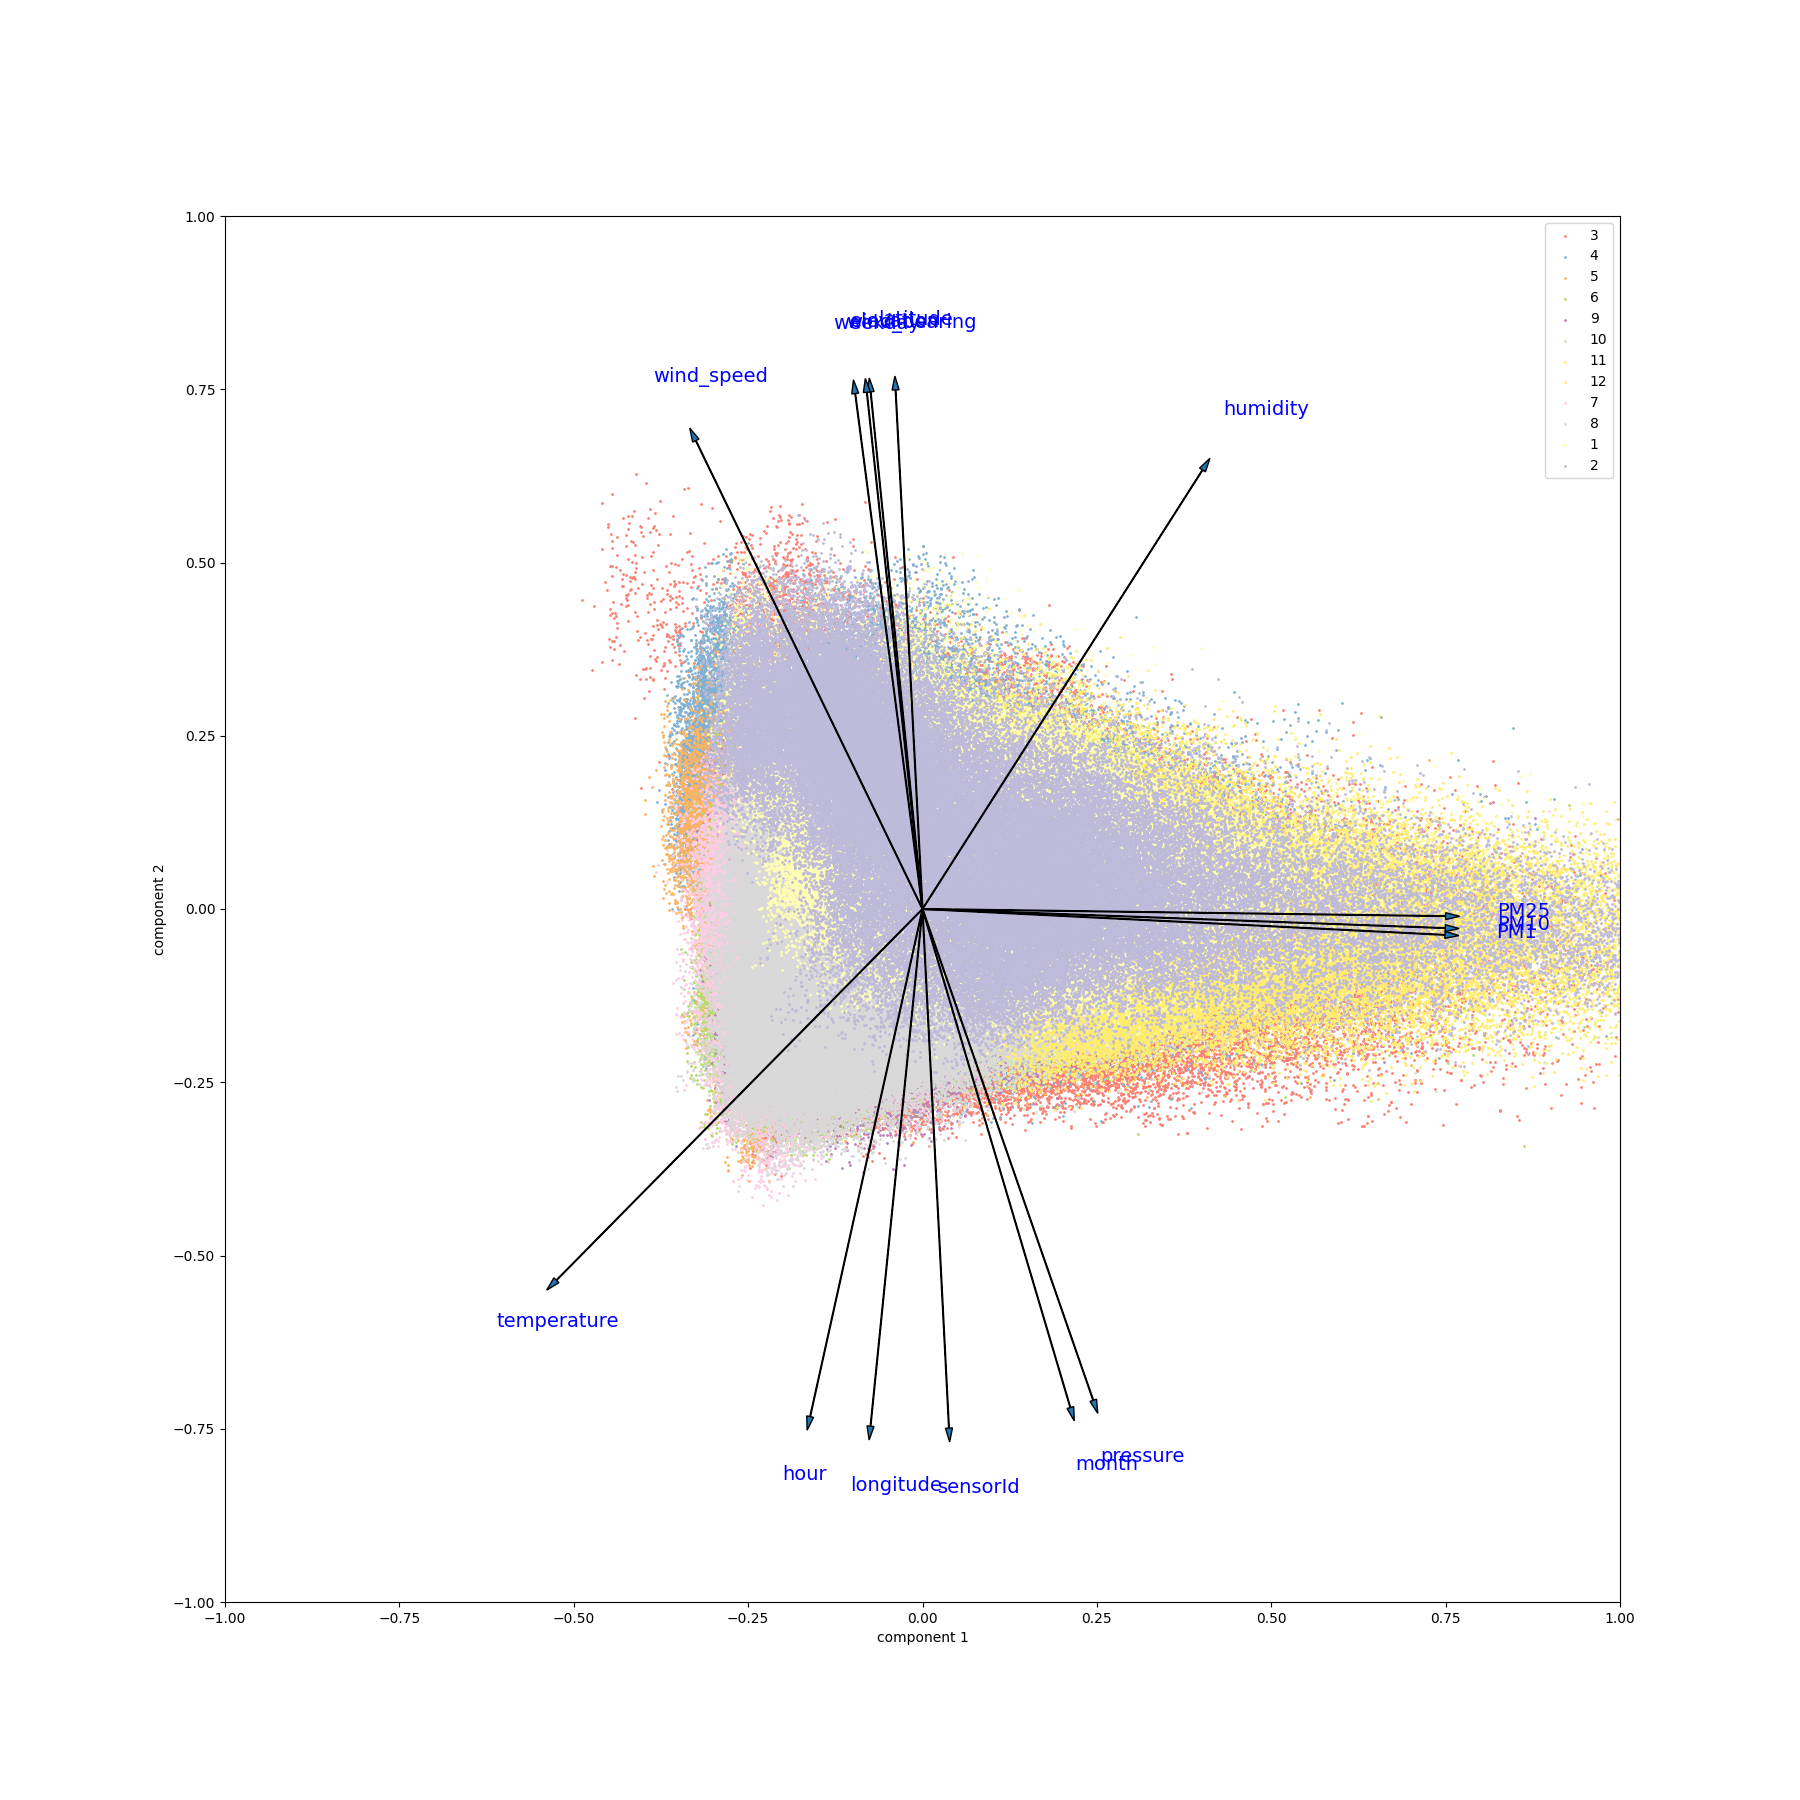 1.00
0.75
0.50
0.25
0.00
−0.25
−0.50
−0.75
−1.00
component 2
3
4
5
6
9
10
11
12
7
8
1
2
latitude
wind_speed
humidity
PM25
PM10
PM1
temperature
hour
longitude
sensorId
month
pressure
−1.00
−0.75
−0.50
−0.25
0.00
0.25
0.50
0.75
1.00
component 1